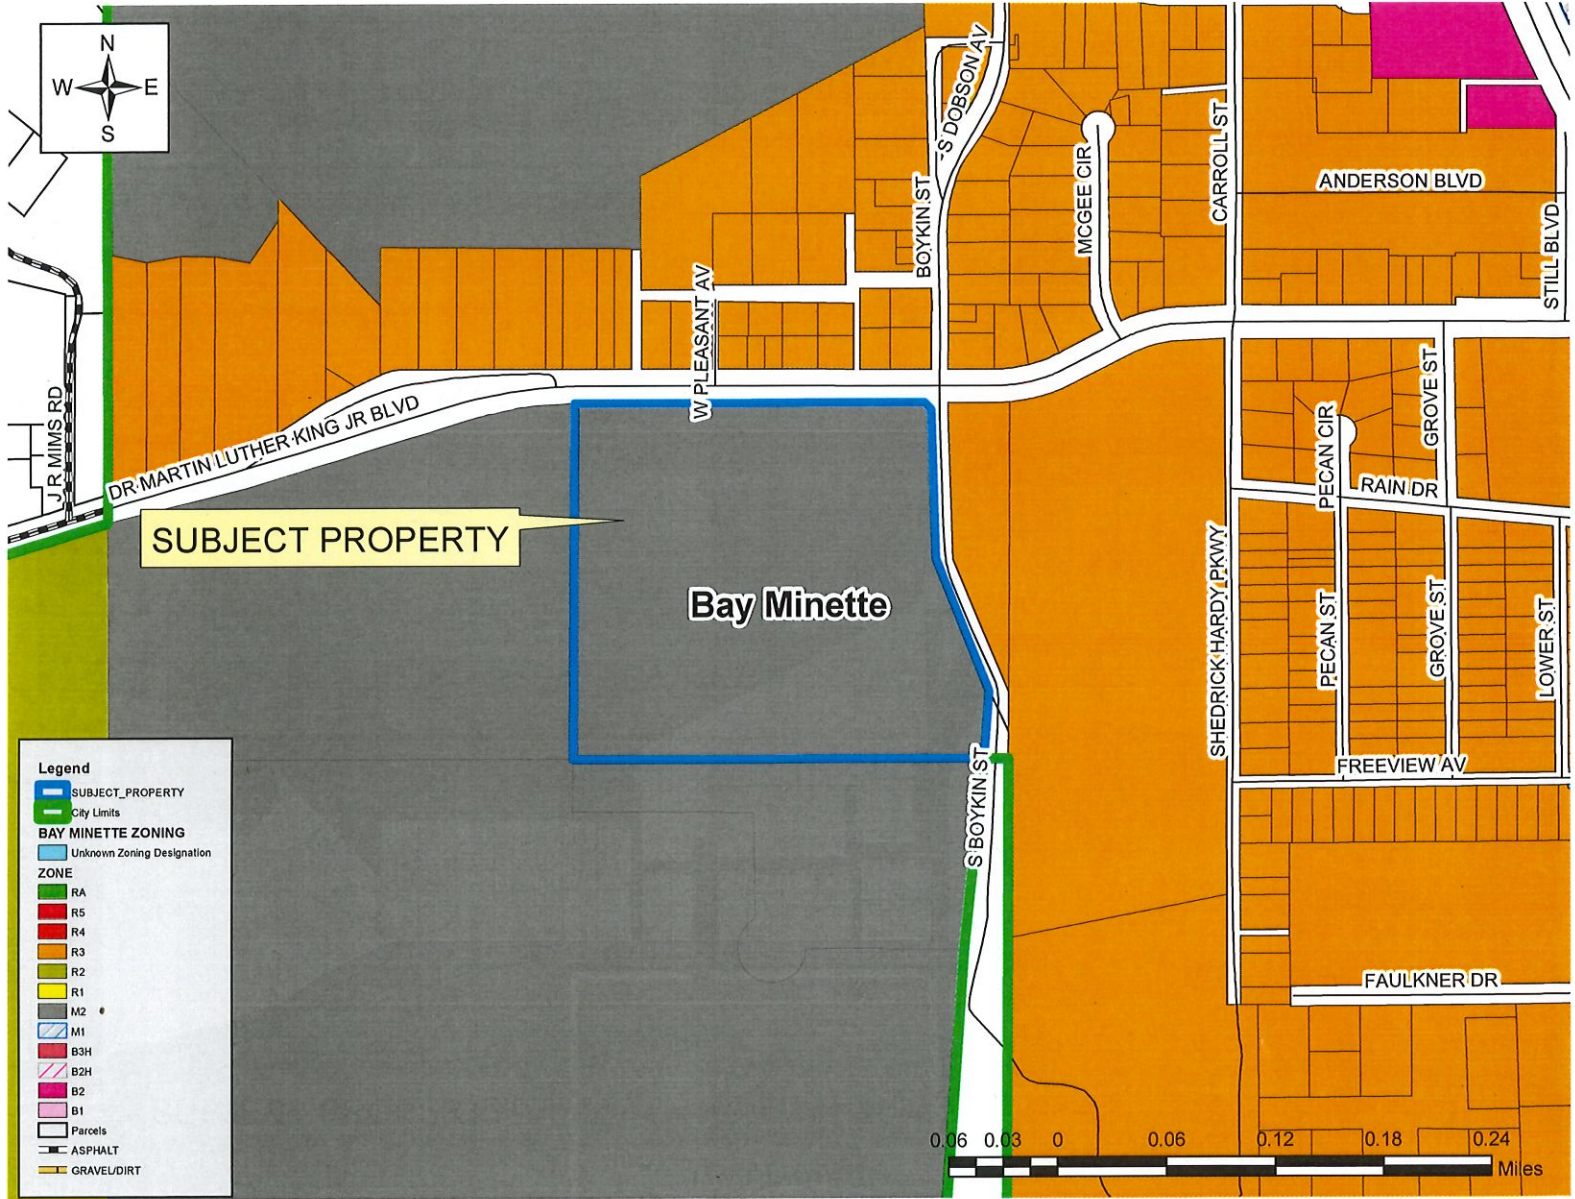 N
W E
S
S DOBSON AV
BOYKIN ST
MCGEE CIR
CARROLL ST
ANDERSON BLVD
STILL BLVD
W PLEASANT AV
J R MIMS RD
DR MARTIN LUTHER KING JR BLVD
GROVE ST
PECAN CIR
RAIN DR
SUBJECT PROPERTY
Bay Minette
SHEDRICK HARDY PKWY
PECAN ST
GROVE ST
LOWER ST
FREEVIEW AV
S BOYKIN ST
FAULKNER DR
Legend
SUBJECT_PROPERTY
City Limits
BAY MINETTE ZONING
Unknown Zoning Designation
ZONE
RA
R5
R4
R3
R2
R1
M2
M1
B3H
B2H
B2
B1
Parcels
ASPHALT
GRAVEL/DIRT
0.06 0.03 0 0.06 0.12 0.18 0.24
Miles